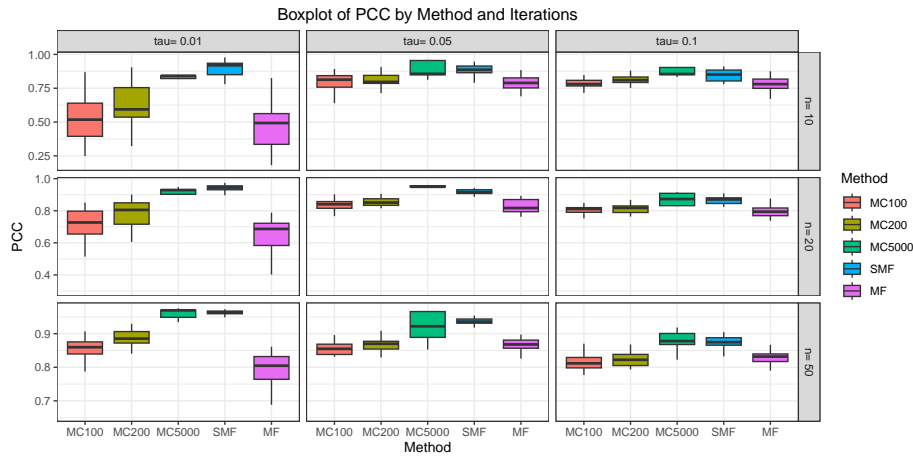 Boxplot of PCC by Method and Iterations
tau= 0.01
tau= 0.05
tau= 0.1
1.00
0.75
0.50
0.25
n= 10
1.0
0.8
0.6
0.4
n= 20
0.9
0.8
0.7
n= 50
PCC
MC100 MC200 MC5000 SMF MF
MC100 MC200 MC5000 SMF MF
MC100 MC200 MC5000 SMF MF
Method
Method
MC100
MC200
MC5000
SMF
MF